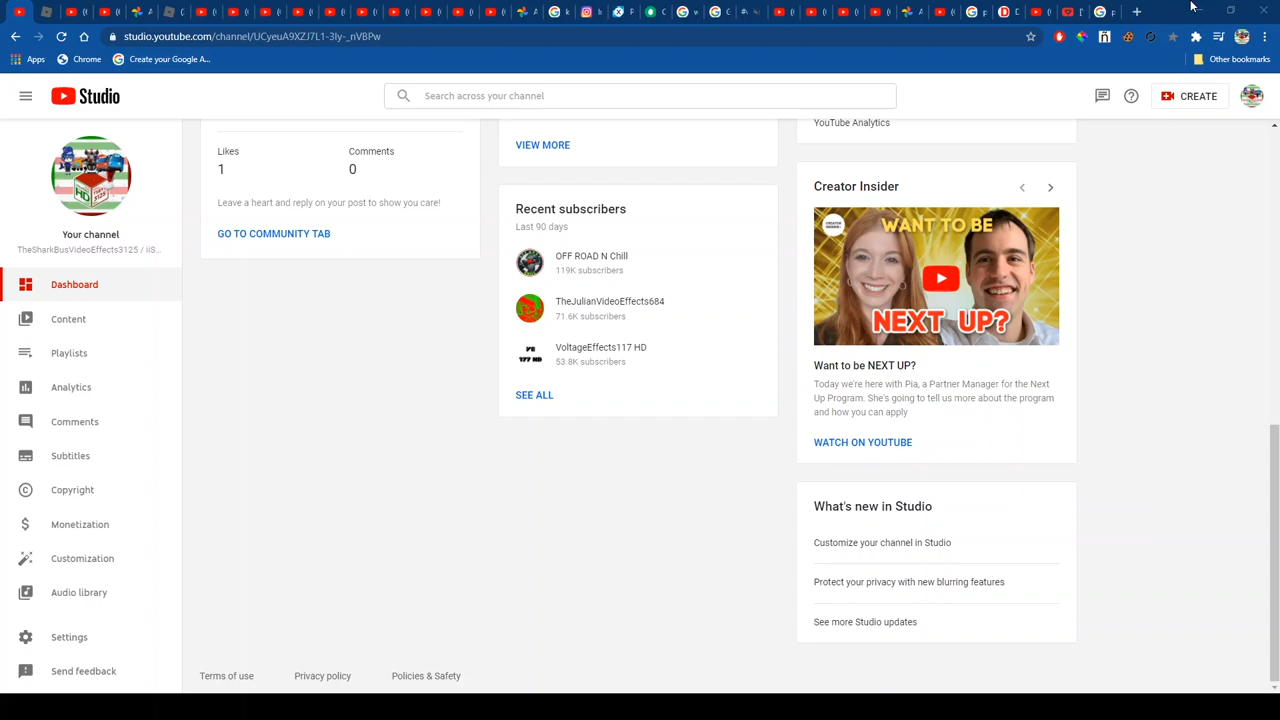 studio.youtube.com/channel/UCyeuA9XZJ7L1-3ly-_nVBPw
Apps
Chrome
Create your Google A...
Other bookmarks
Studio
Search across your channel
CREATE
Your channel
TheSharkBusVideoEffects3125 / iiS...
Dashboard
Content
Playlists
Analytics
Comments
Subtitles
Copyright
Monetization
Customization
Audio library
Settings
Send feedback
Likes
Comments
1
0
Leave a heart and reply on your post to show you care!
GO TO COMMUNITY TAB
VIEW MORE
Recent subscribers
Last 90 days
OFF ROAD N Chill
119K subscribers
TheJulianVideoEffects684
71.6K subscribers
VoltageEffects117 HD
53.8K subscribers
SEE ALL
YouTube Analytics
Creator Insider
WANT TO BE
NEXT UP?
Want to be NEXT UP?
Today we're here with Pia, a Partner Manager for the Next
Up Program. She's going to tell us more about the program
and how you can apply
WATCH ON YOUTUBE
What's new in Studio
Customize your channel in Studio
Protect your privacy with new blurring features
See more Studio updates
Terms of use
Privacy policy
Policies & Safety